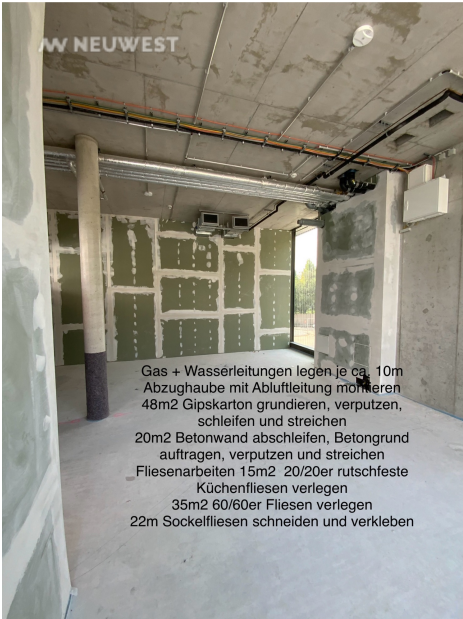 NEUWEST
Gas + Wasserleitungen legen je ca. 10m
Abzughaube mit Abluftleitung montieren
48m2 Gipskarton grundieren, verputzen,
schleifen und streichen
20m2 Betonwand abschleifen, Betongrund
auftragen, verputzen und streichen
Fliesenarbeiten 15m2 20/20er rutschfeste
Küchenfliesen verlegen
35m2 60/60er Fliesen verlegen
22m Sockelfliesen schneiden und verkleben